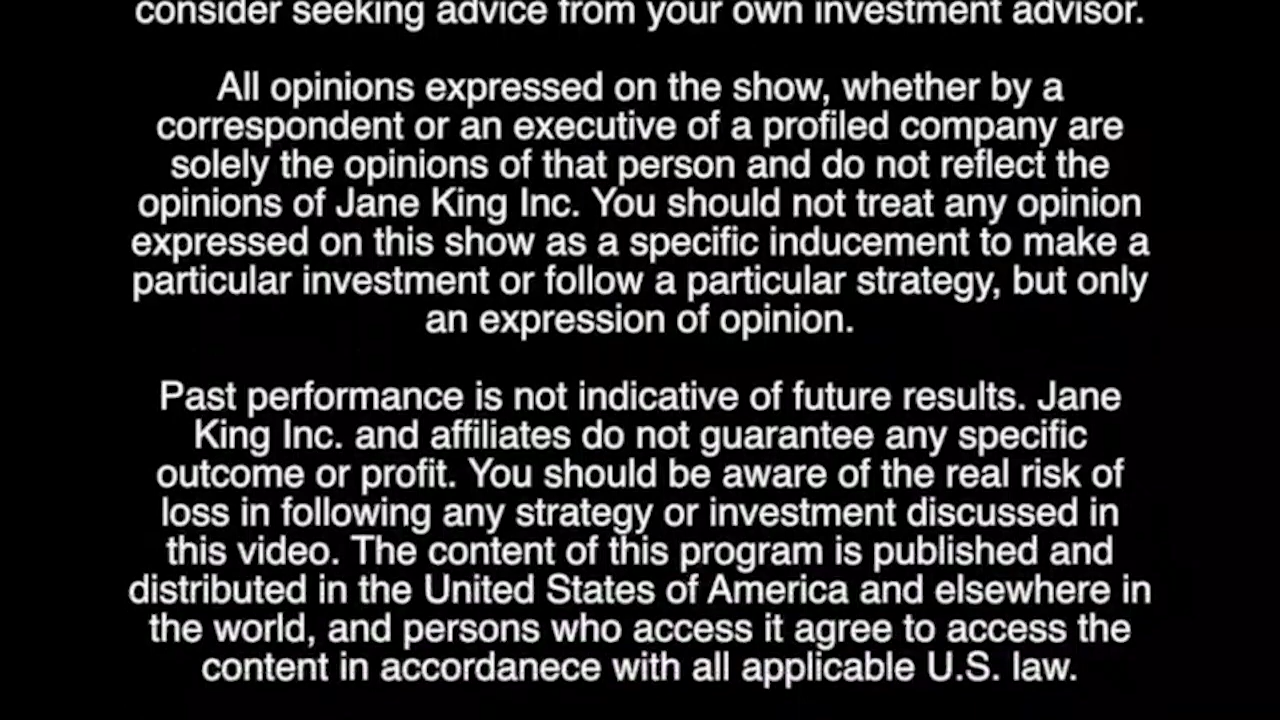 consider seeking advice from your own investment advisor.
All opinions expressed on the show, whether by a
correspondent or an executive of a profiled company are
solely the opinions of that person and do not reflect the
opinions of Jane King Inc. You should not treat any opinion
expressed on this show as a specific inducement to make a
particular investment or follow a particular strategy, but only
an expression of opinion.
Past performance is not indicative of future results. Jane
King Inc. and affiliates do not guarantee any specific
outcome or profit. You should be aware of the real risk of
loss in following any strategy or investment discussed in
this video. The content of this program is published and
distributed in the United States of America and elsewhere in
the world, and persons who access it agree to access the
content in accordanece with all applicable U.S. law.